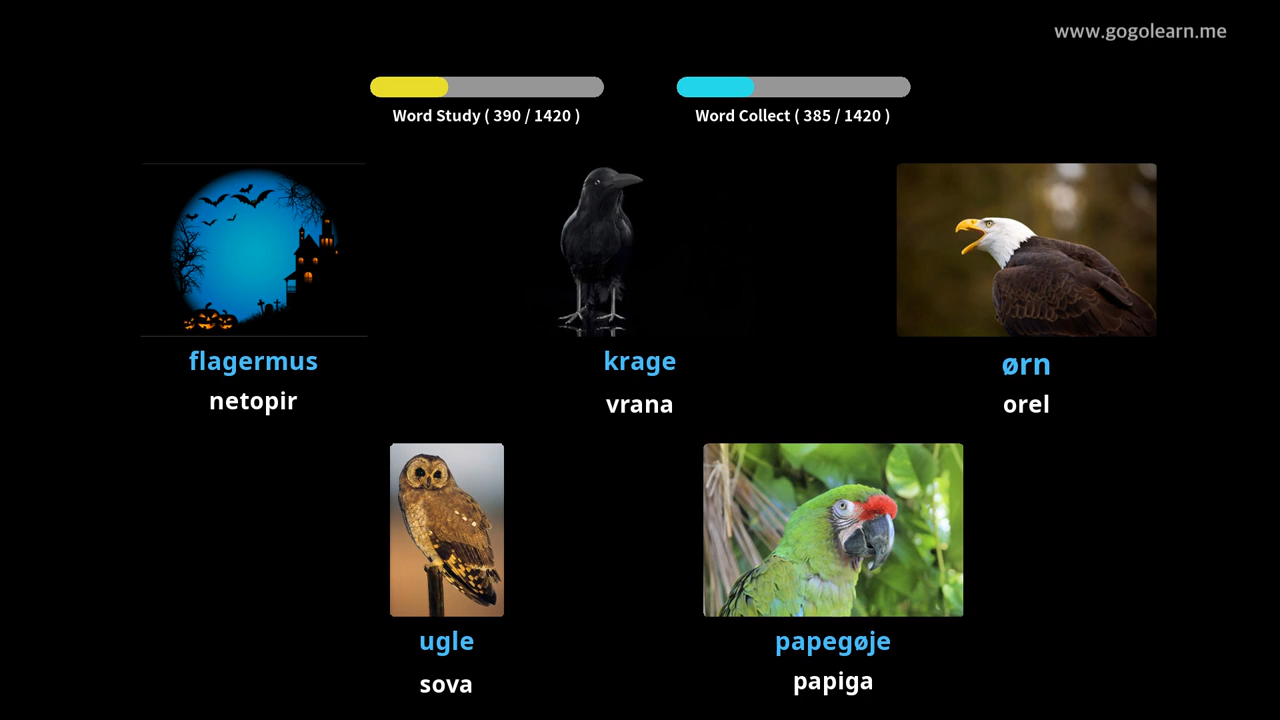 www.gogolearn.me
Word Study ( 390 / 1420 )
Word Collect ( 385 / 1420 )
flagermus
netopir
krage
vrana
ørn
orel
ugle
sova
papegøje
papiga